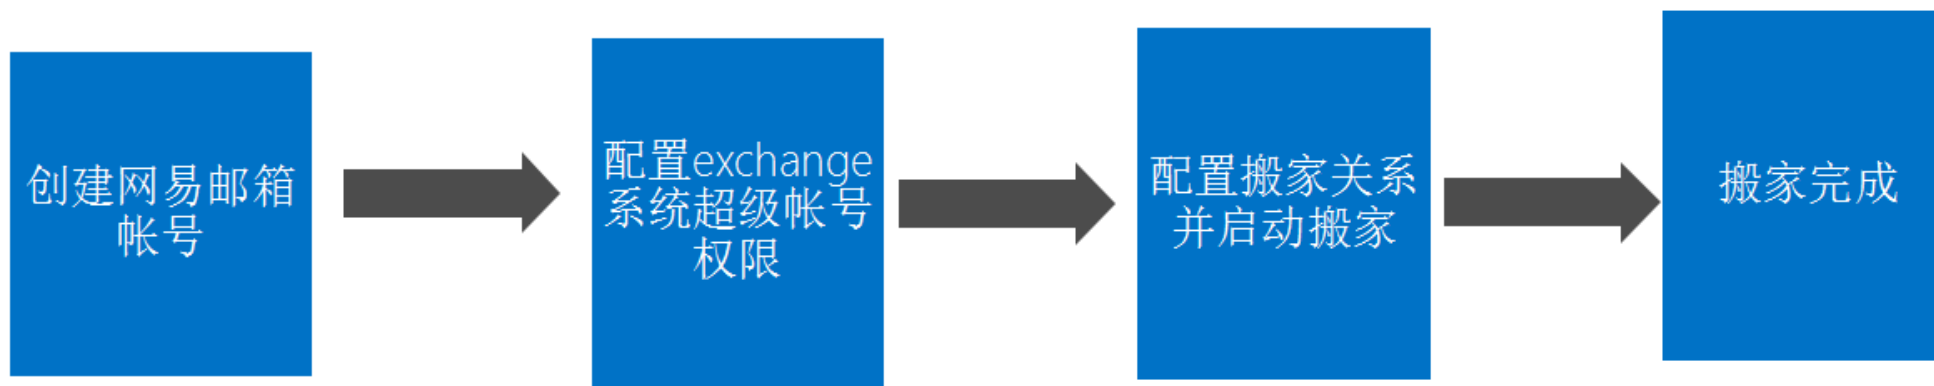 创建网易邮箱
帐号
配置exchange
系统超级帐号
权限
配置搬家关系
并启动搬家
搬家完成